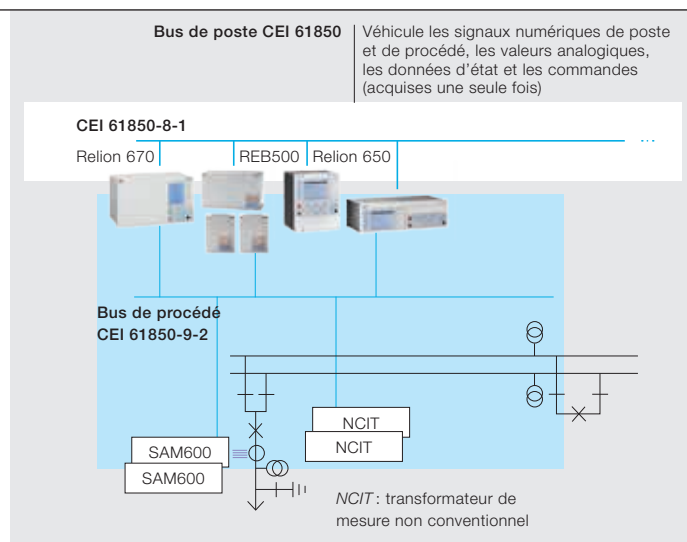 Bus de poste CEI 61850
Véhicule les signaux numériques de poste
et de procédé, les valeurs analogiques,
les données d'état et les commandes
(acquises une seule fois)
CEI 61850-8-1
...
Relion 670
REB500
Relion 650
Bus de procédé
CEI 61850-9-2
NCIT
NCIT
SAM600
SAM600
NCIT : transformateur de
mesure non conventionnel